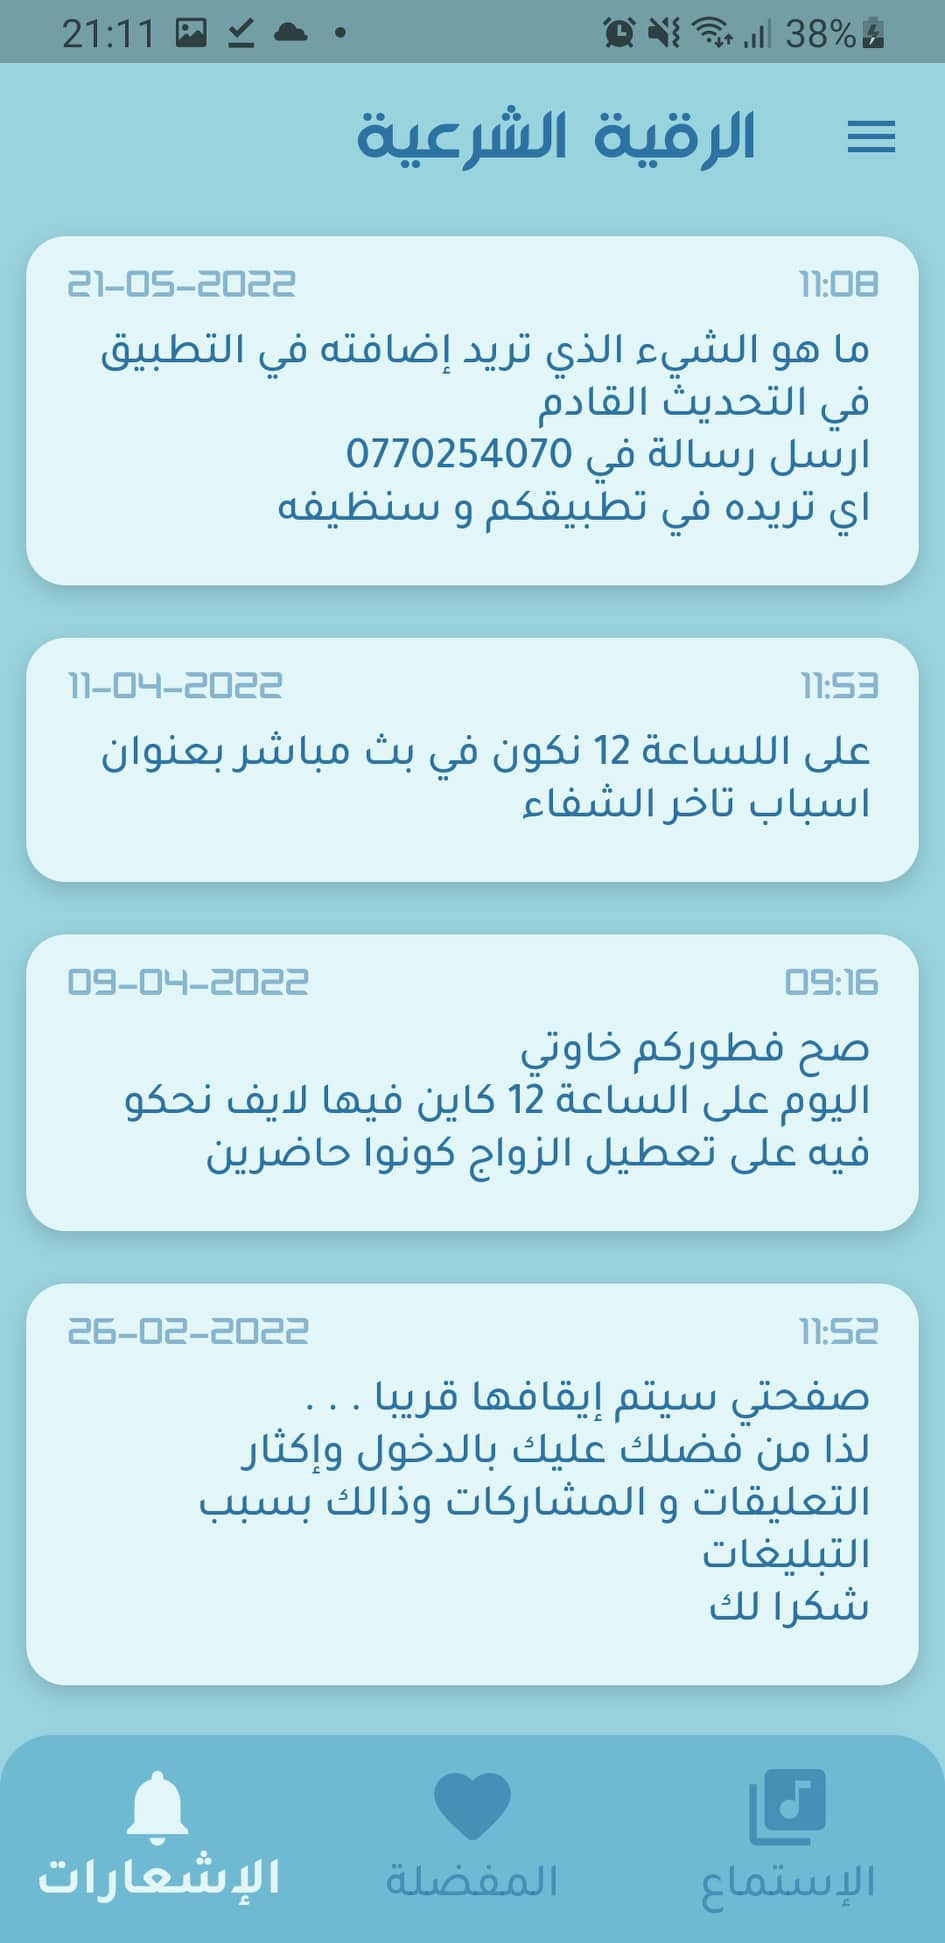 21:11 38%
الرقية الشرعية
11:08 21-05-2022
ما هو الشيء الذي تريد إضافته في التطبيق
في التحديث القادم
ارسل رسالة في 0770254070
اي تريده في تطبيقكم و سنظيفه
11:53 11-04-2022
على اللساعة 12 نكون في بث مباشر بعنوان
اسباب تاخر الشفاء
09:16 09-04-2022
صح فطوركم خاوتي
اليوم على الساعة 12 كاين فيها لايف نحكو
فيه على تعطيل الزواج كونوا حاضرين
11:52 26-02-2022
صفحتي سيتم إيقافها قريبا . . .
لذا من فضلك عليك بالدخول وإكثار
التعليقات و المشاركات وذالك بسبب
التبليغات
شكرا لك
الإستماع المفضلة الإشعارات